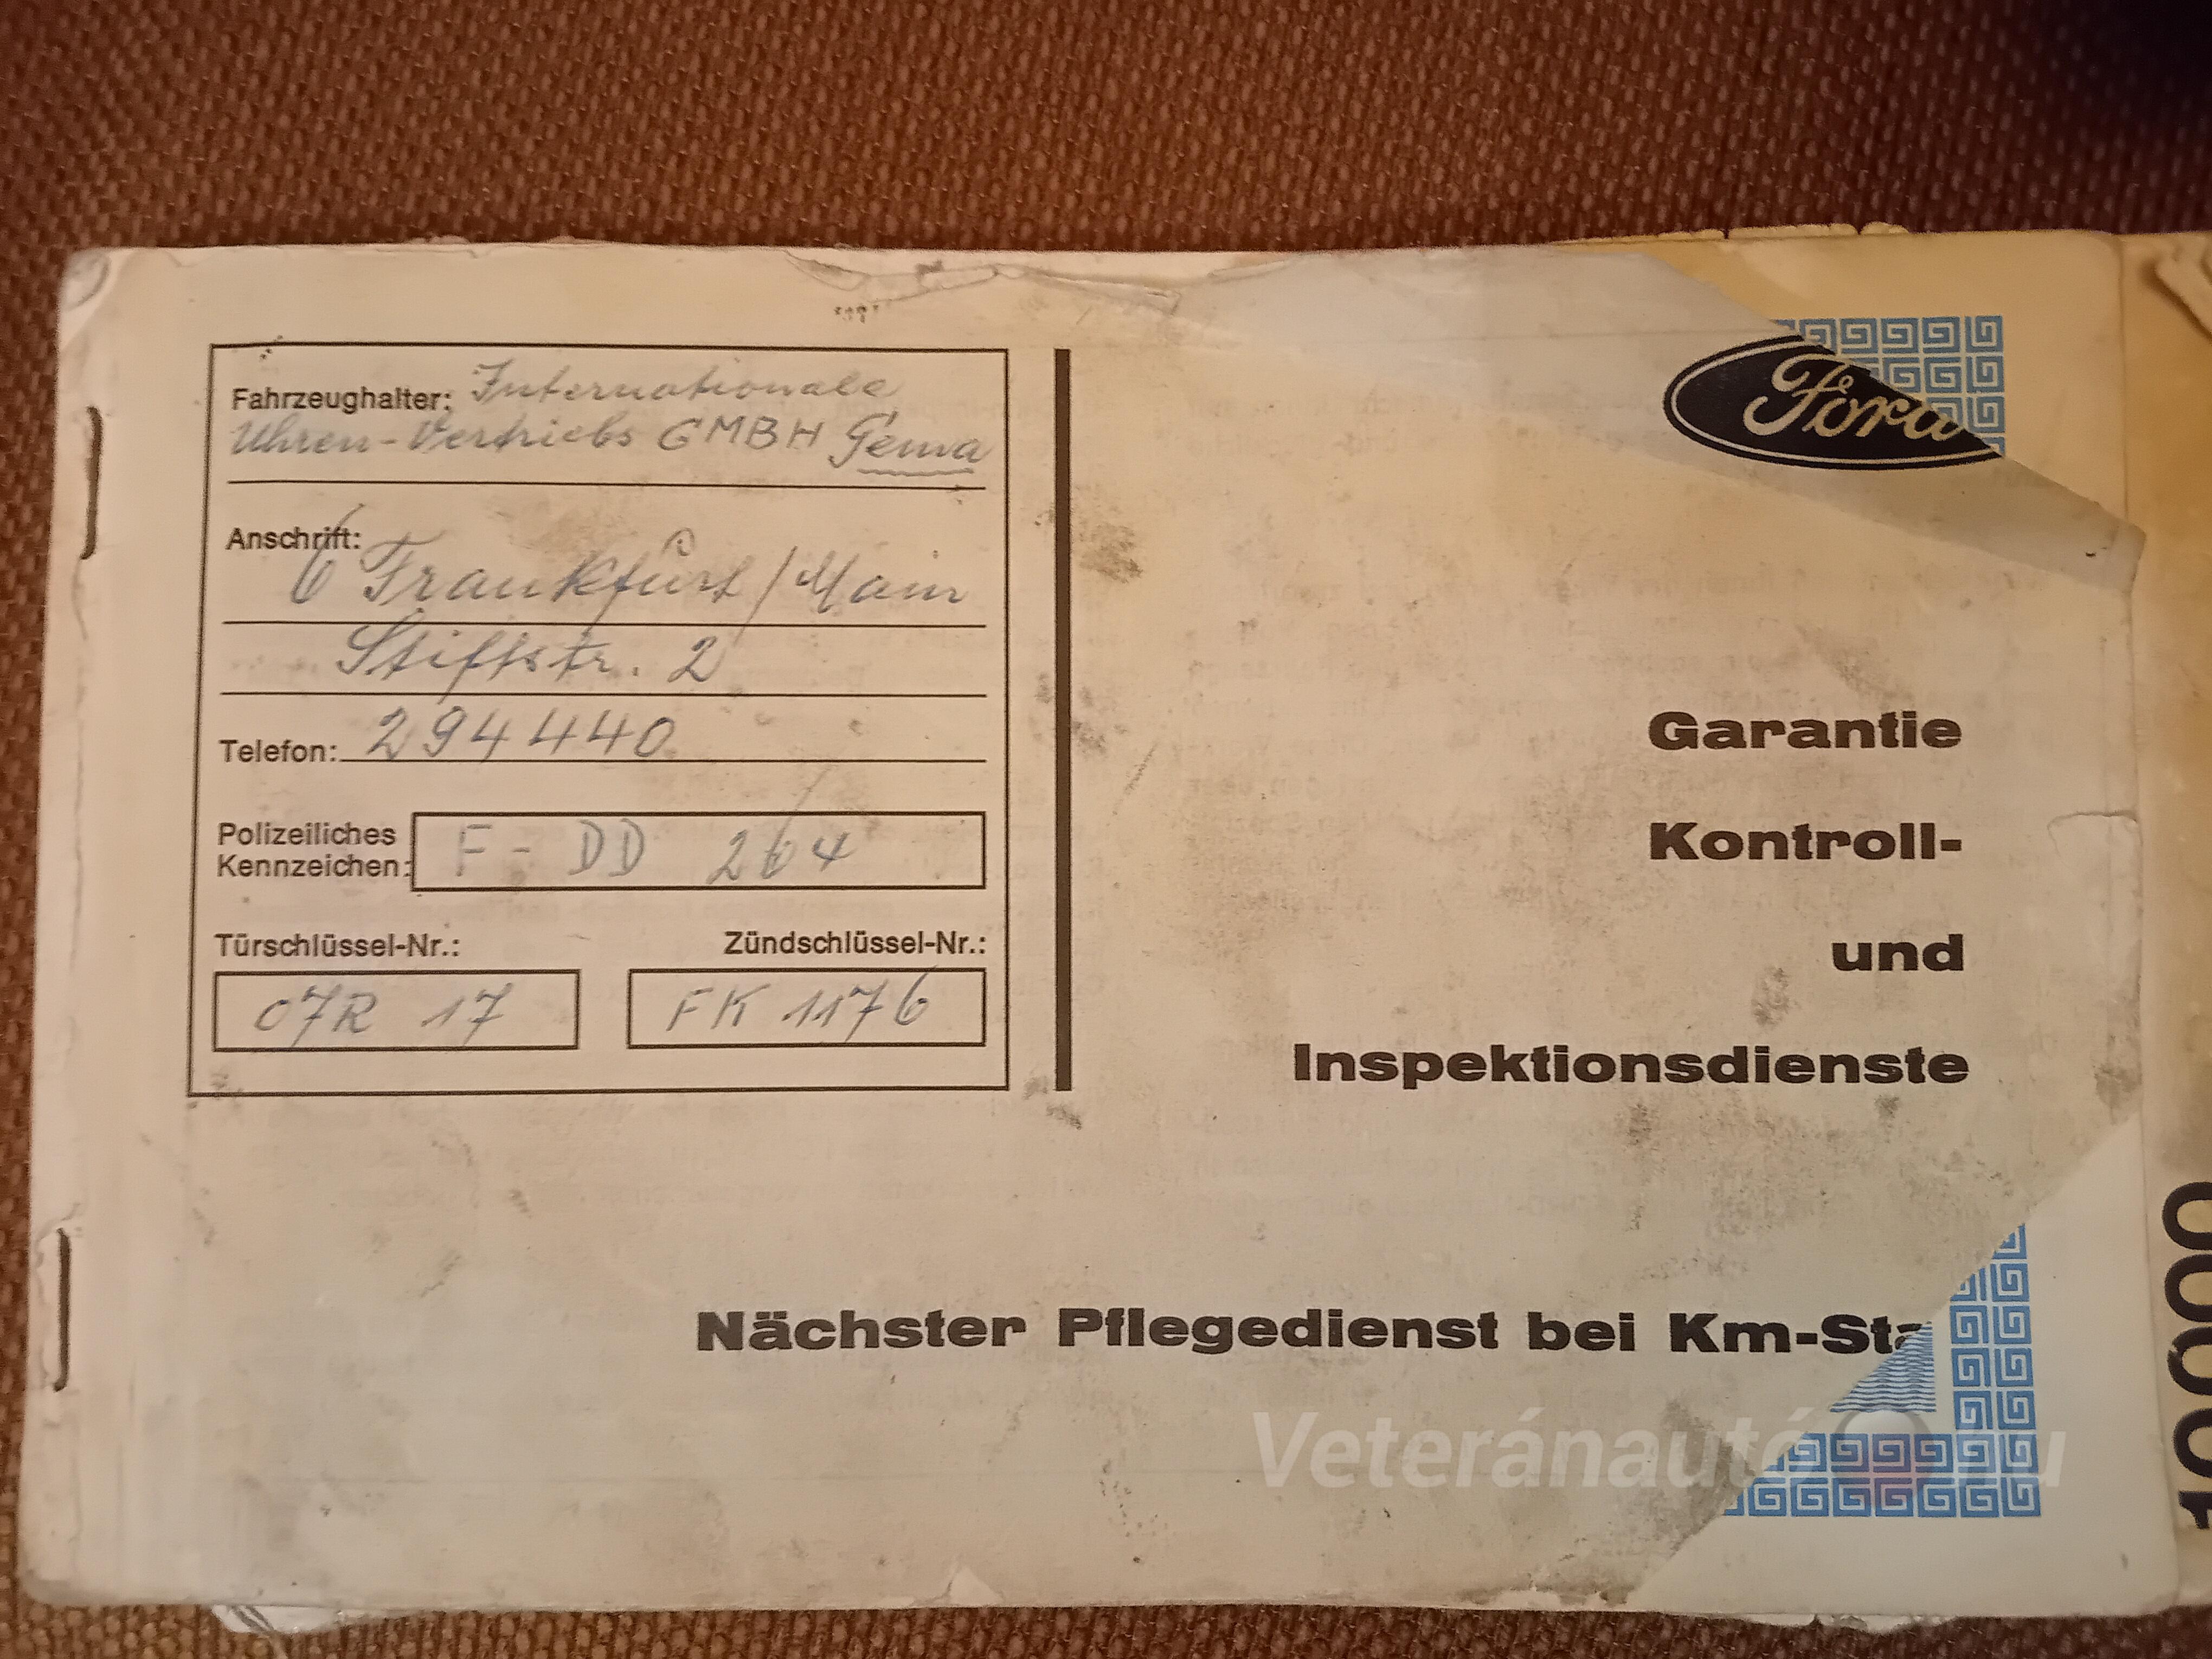 Fahrzeughalter: Internationale
Uhren-Vertriebs GMBH Gema
Anschrift:
6 Frankfurt/Main
Stiftstr. 2
Telefon: 294440
Polizeiliches
Kennzeichen: F - DD 264
Türschlüssel-Nr.:
07R 17
Zündschlüssel-Nr.:
FK 1176
Ford
Garantie
Kontroll-
und
Inspektionsdienste
Nächster Pflegedienst bei Km-Sta
Veteránautó.hu
10000